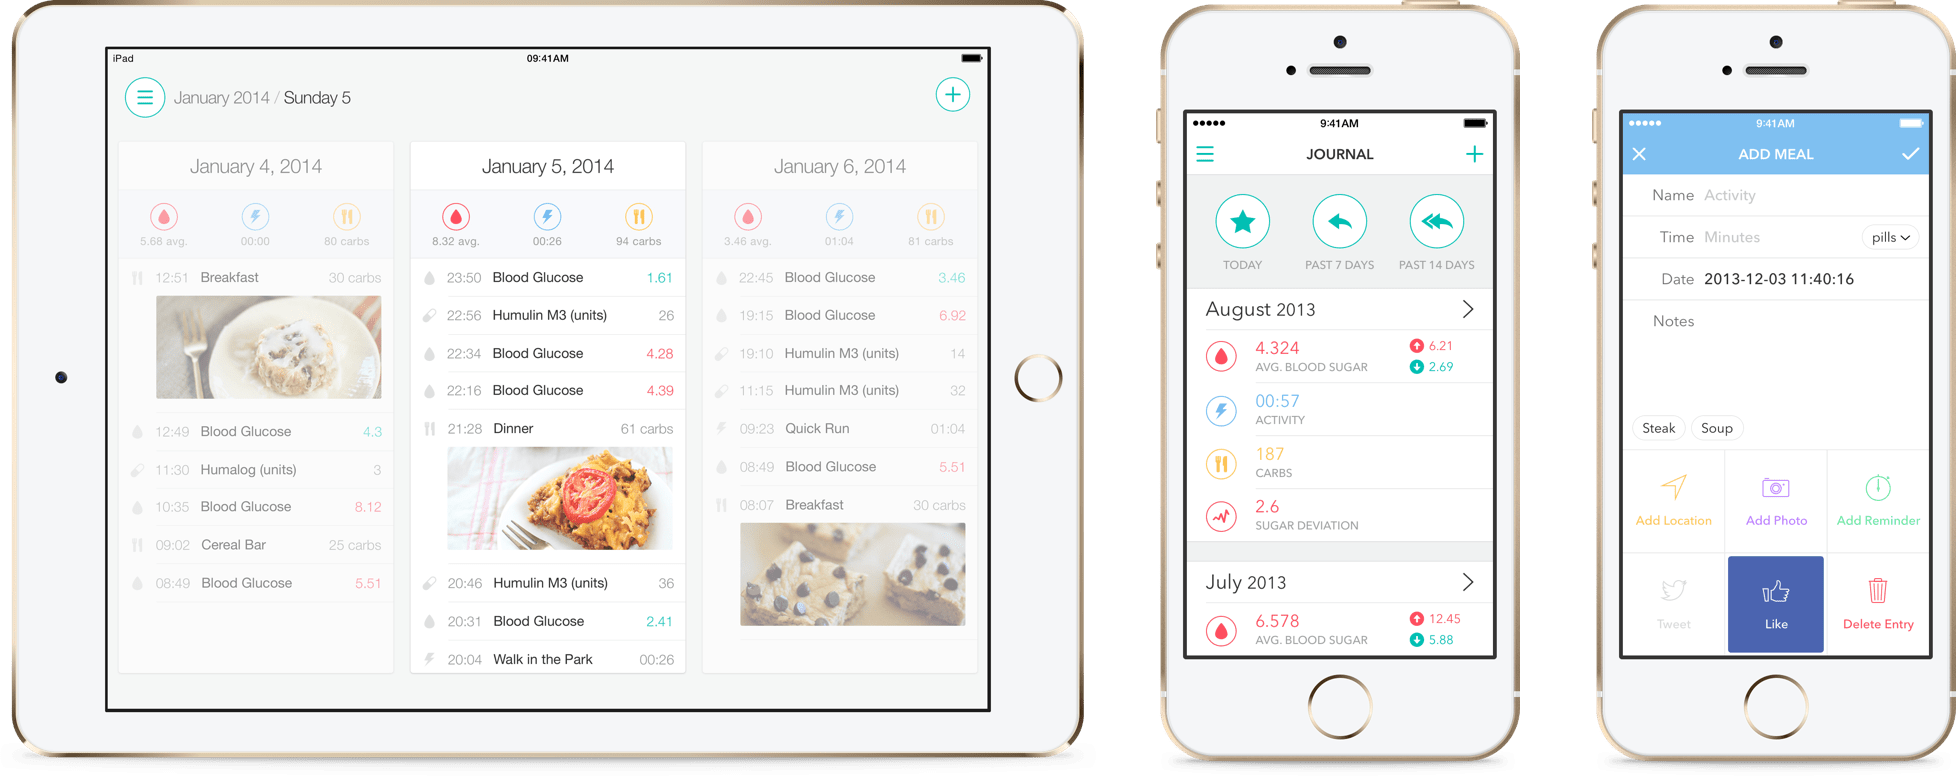 iPad
09:41AM
January 2014 / Sunday 5
January 4, 2014
5.68 avg.
00:00
80 carbs
12:51 Breakfast 30 carbs
12:49 Blood Glucose 4.3
11:30 Humalog (units) 3
10:35 Blood Glucose 8.12
09:02 Cereal Bar 25 carbs
08:49 Blood Glucose 5.51
January 5, 2014
8.32 avg.
00:26
94 carbs
23:50 Blood Glucose 1.61
22:56 Humulin M3 (units) 26
22:34 Blood Glucose 4.28
22:16 Blood Glucose 4.39
21:28 Dinner 61 carbs
20:46 Humulin M3 (units) 36
20:31 Blood Glucose 2.41
20:04 Walk in the Park 00:26
January 6, 2014
3.46 avg.
01:04
81 carbs
22:45 Blood Glucose 3.46
19:15 Blood Glucose 6.92
19:10 Humulin M3 (units) 14
11:15 Humulin M3 (units) 32
09:23 Quick Run 01:04
08:49 Blood Glucose 5.51
08:07 Breakfast 30 carbs
9:41AM
JOURNAL
TODAY
PAST 7 DAYS
PAST 14 DAYS
August 2013
4.324
AVG. BLOOD SUGAR
6.21
2.69
00:57
ACTIVITY
187
CARBS
2.6
SUGAR DEVIATION
July 2013
6.578
AVG. BLOOD SUGAR
12.45
5.88
9:41AM
ADD MEAL
Name Activity
Time Minutes pills
Date 2013-12-03 11:40:16
Notes
Steak Soup
Add Location
Add Photo
Add Reminder
Tweet
Like
Delete Entry